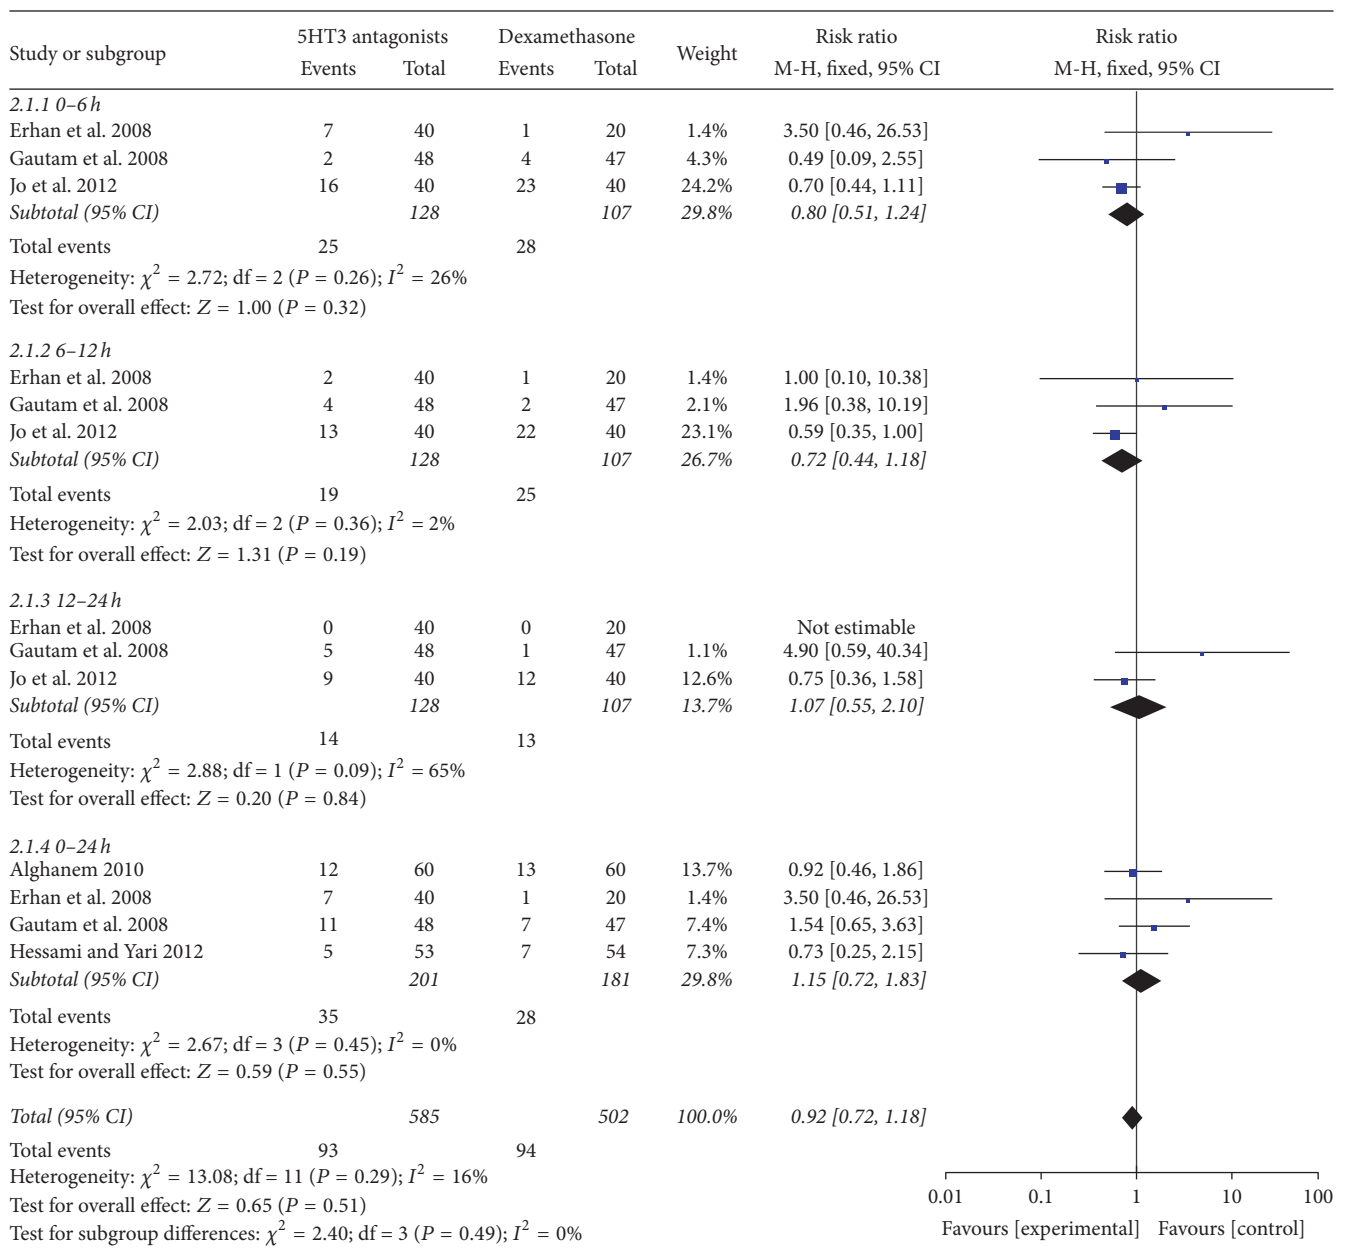 Study or subgroup 5HT3 antagonists Dexamethasone Weight Risk ratio Risk ratio
Events Total Events Total M-H, fixed, 95% CI M-H, fixed, 95% CI
2.1.1 0–6 h
Erhan et al. 2008 7 40 1 20 1.4% 3.50 [0.46, 26.53]
Gautam et al. 2008 2 48 4 47 4.3% 0.49 [0.09, 2.55]
Jo et al. 2012 16 40 23 40 24.2% 0.70 [0.44, 1.11]
Subtotal (95% CI) 128 107 29.8% 0.80 [0.51, 1.24]
Total events 25 28
Heterogeneity: χ² = 2.72; df = 2 (P = 0.26); I² = 26%
Test for overall effect: Z = 1.00 (P = 0.32)
2.1.2 6–12 h
Erhan et al. 2008 2 40 1 20 1.4% 1.00 [0.10, 10.38]
Gautam et al. 2008 4 48 2 47 2.1% 1.96 [0.38, 10.19]
Jo et al. 2012 13 40 22 40 23.1% 0.59 [0.35, 1.00]
Subtotal (95% CI) 128 107 26.7% 0.72 [0.44, 1.18]
Total events 19 25
Heterogeneity: χ² = 2.03; df = 2 (P = 0.36); I² = 2%
Test for overall effect: Z = 1.31 (P = 0.19)
2.1.3 12–24 h
Erhan et al. 2008 0 40 0 20 Not estimable
Gautam et al. 2008 5 48 1 47 1.1% 4.90 [0.59, 40.34]
Jo et al. 2012 9 40 12 40 12.6% 0.75 [0.36, 1.58]
Subtotal (95% CI) 128 107 13.7% 1.07 [0.55, 2.10]
Total events 14 13
Heterogeneity: χ² = 2.88; df = 1 (P = 0.09); I² = 65%
Test for overall effect: Z = 0.20 (P = 0.84)
2.1.4 0–24 h
Alghanem 2010 12 60 13 60 13.7% 0.92 [0.46, 1.86]
Erhan et al. 2008 7 40 1 20 1.4% 3.50 [0.46, 26.53]
Gautam et al. 2008 11 48 7 47 7.4% 1.54 [0.65, 3.63]
Hessami and Yari 2012 5 53 7 54 7.3% 0.73 [0.25, 2.15]
Subtotal (95% CI) 201 181 29.8% 1.15 [0.72, 1.83]
Total events 35 28
Heterogeneity: χ² = 2.67; df = 3 (P = 0.45); I² = 0%
Test for overall effect: Z = 0.59 (P = 0.55)
Total (95% CI) 585 502 100.0% 0.92 [0.72, 1.18]
Total events 93 94
Heterogeneity: χ² = 13.08; df = 11 (P = 0.29); I² = 16%
Test for overall effect: Z = 0.65 (P = 0.51)
Test for subgroup differences: χ² = 2.40; df = 3 (P = 0.49); I² = 0%
0.01 0.1 1 10 100
Favours [experimental] Favours [control]